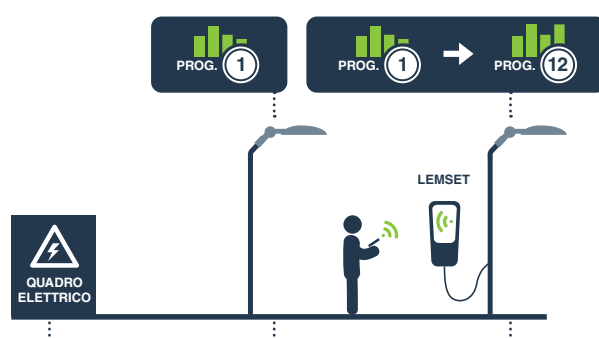 PROG. 1
PROG. 1
PROG. 12
LEMSET
QUADRO
ELETTRICO